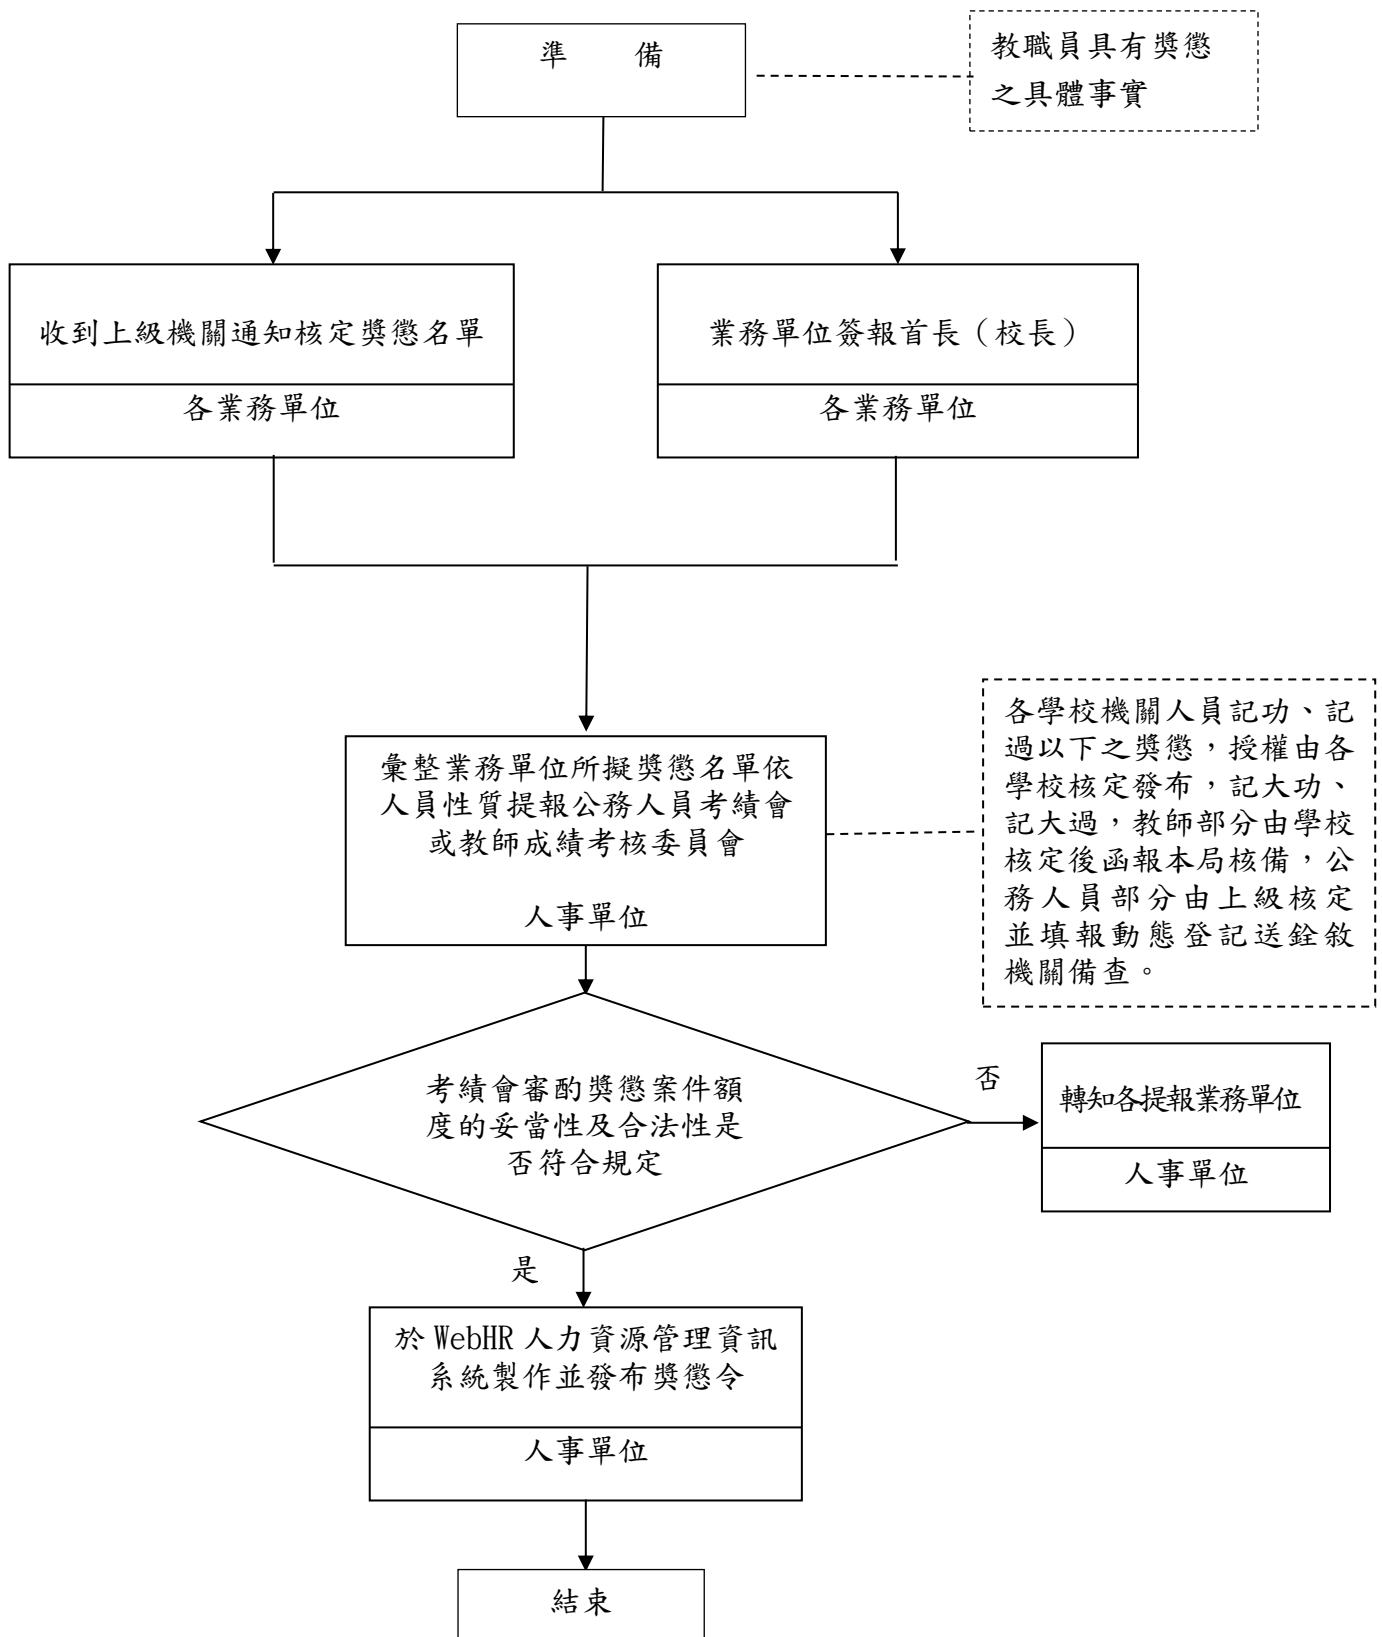 準 備
教職員具有獎懲
之具體事實
收到上級機關通知核定獎懲名單
各業務單位
業務單位簽報首長（校長）
各業務單位
彙整業務單位所擬獎懲名單依
人員性質提報公務人員考績會
或教師成績考核委員會
人事單位
各學校機關人員記功、記
過以下之獎懲，授權由各
學校核定發布，記大功、
記大過，教師部分由學校
核定後函報本局核備，公
務人員部分由上級核定
並填報動態登記送銓敘
機關備查。
考績會審酌獎懲案件額
度的妥當性及合法性是
否符合規定
否
轉知各提報業務單位
人事單位
是
於 WebHR 人力資源管理資訊
系統製作並發布獎懲令
人事單位
結束